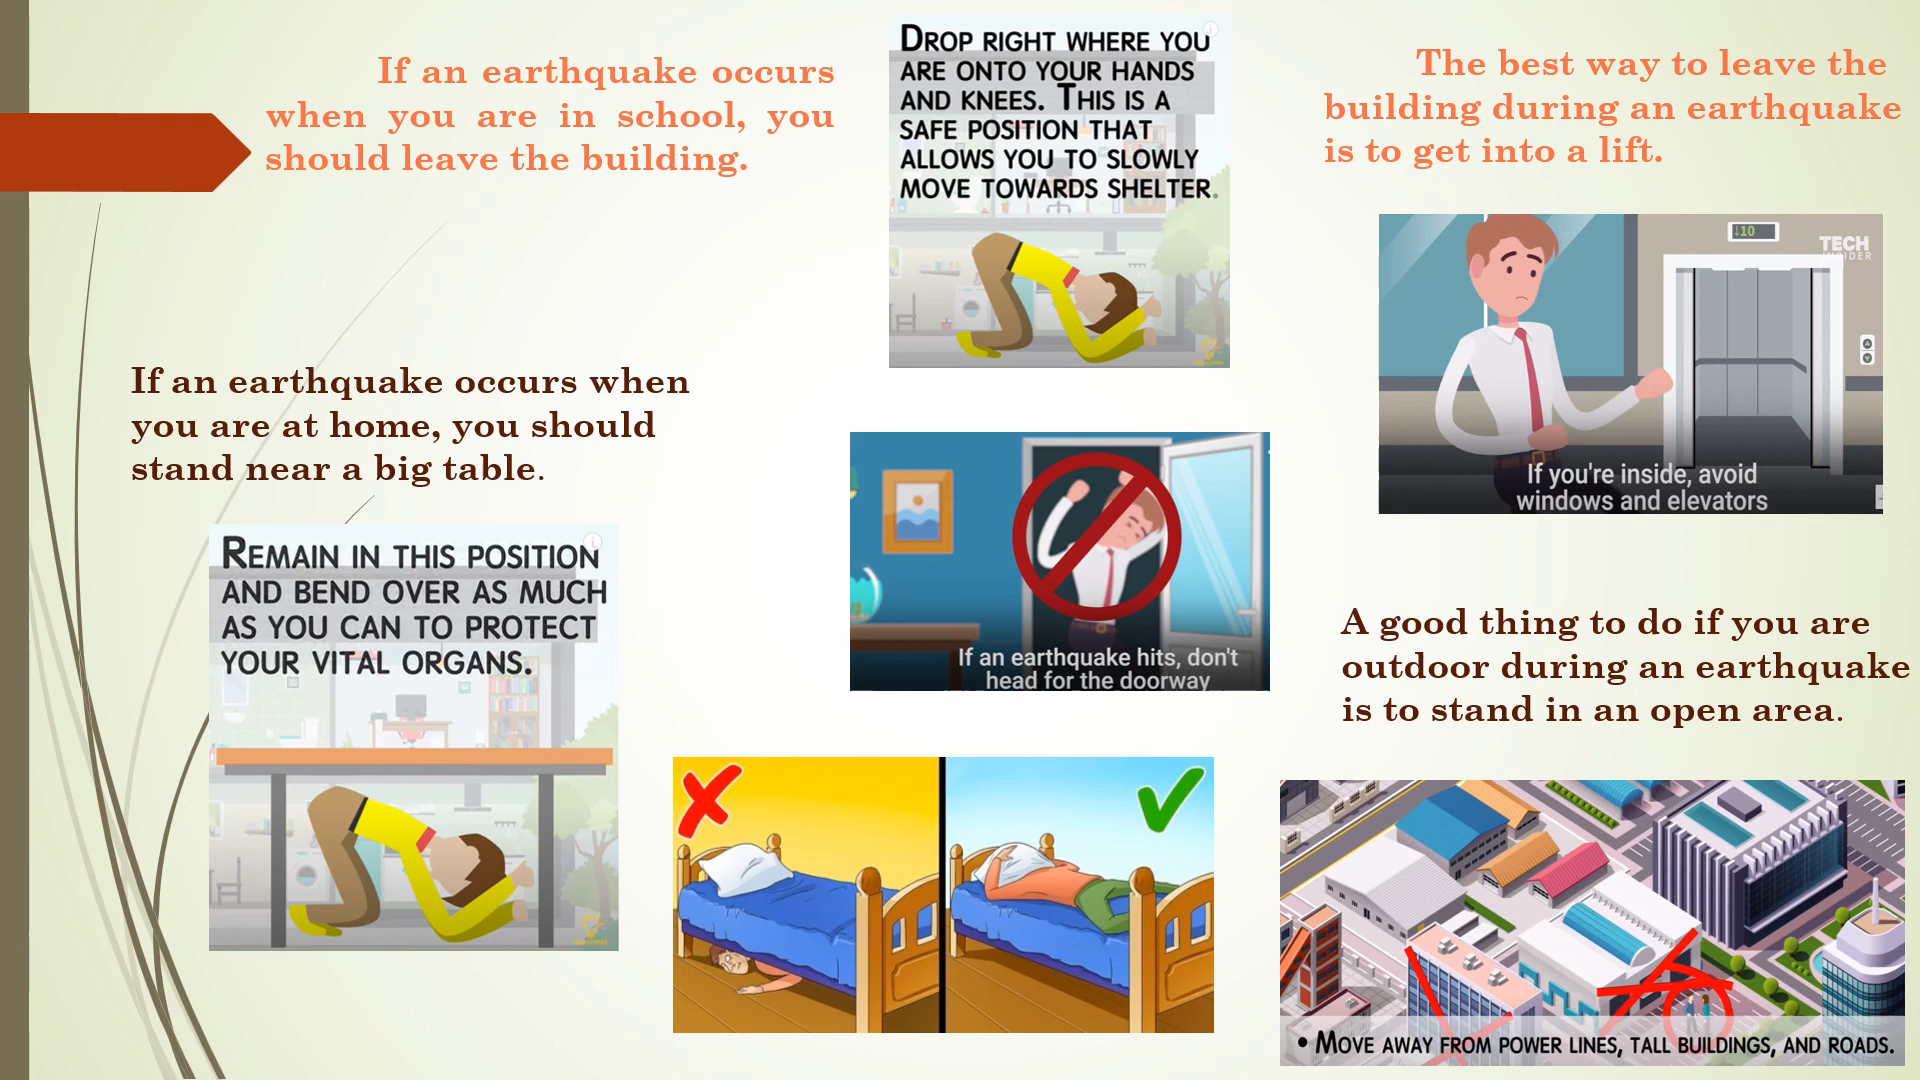 If an earthquake occurs
when you are in school, you
should leave the building.
DROP RIGHT WHERE YOU
ARE ONTO YOUR HANDS
AND KNEES. THIS IS A
SAFE POSITION THAT
ALLOWS YOU TO SLOWLY
MOVE TOWARDS SHELTER.
The best way to leave the
building during an earthquake
is to get into a lift.
↓10
TECH
INSIDER
If you're inside, avoid
windows and elevators
If an earthquake occurs when
you are at home, you should
stand near a big table.
REMAIN IN THIS POSITION
AND BEND OVER AS MUCH
AS YOU CAN TO PROTECT
YOUR VITAL ORGANS.
If an earthquake hits, don't
head for the doorway
A good thing to do if you are
outdoor during an earthquake
is to stand in an open area.
• MOVE AWAY FROM POWER LINES, TALL BUILDINGS, AND ROADS.